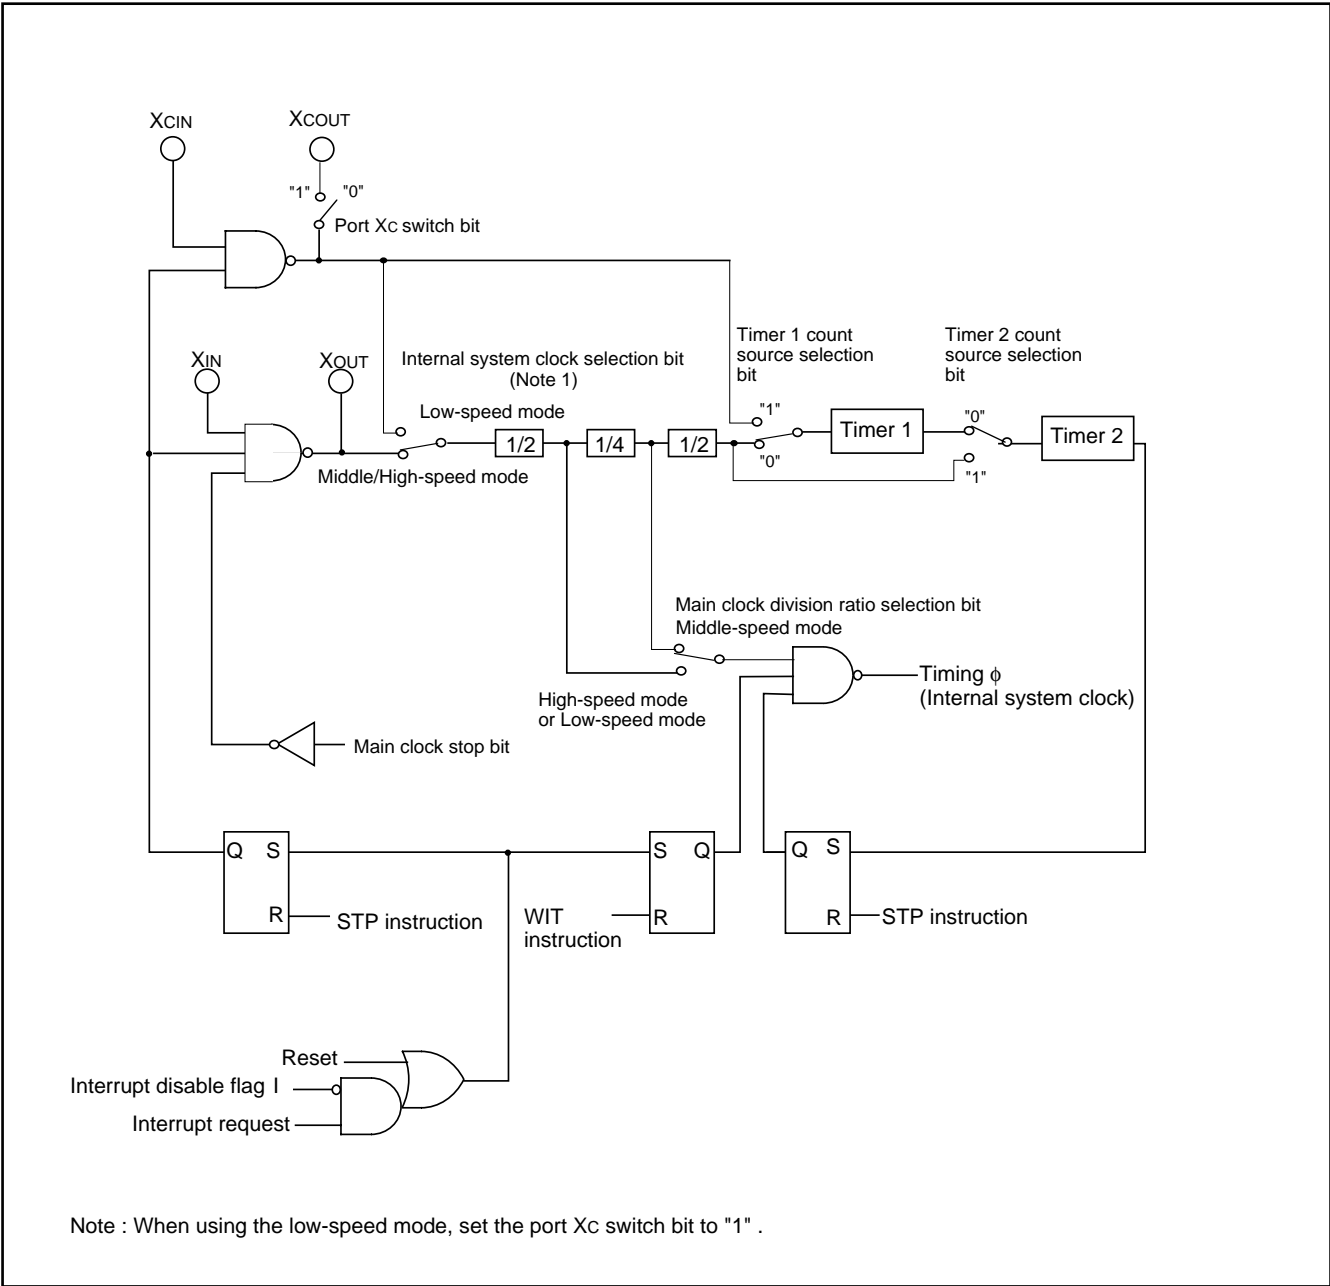 XCIN
XCOUT
"1" "0"
Port XC switch bit
XIN
XOUT
Internal system clock selection bit
(Note 1)
Low-speed mode
Middle/High-speed mode
1/2
1/4
1/2
Timer 1 count
source selection
bit
"1"
"0"
Timer 1
Timer 2 count
source selection
bit
"0"
"1"
Timer 2
Main clock division ratio selection bit
Middle-speed mode
High-speed mode
or Low-speed mode
Timing ϕ
(Internal system clock)
Main clock stop bit
Q S
R
STP instruction
S Q
R
WIT
instruction
Q S
R
STP instruction
Reset
Interrupt disable flag I
Interrupt request
Note : When using the low-speed mode, set the port XC switch bit to "1" .